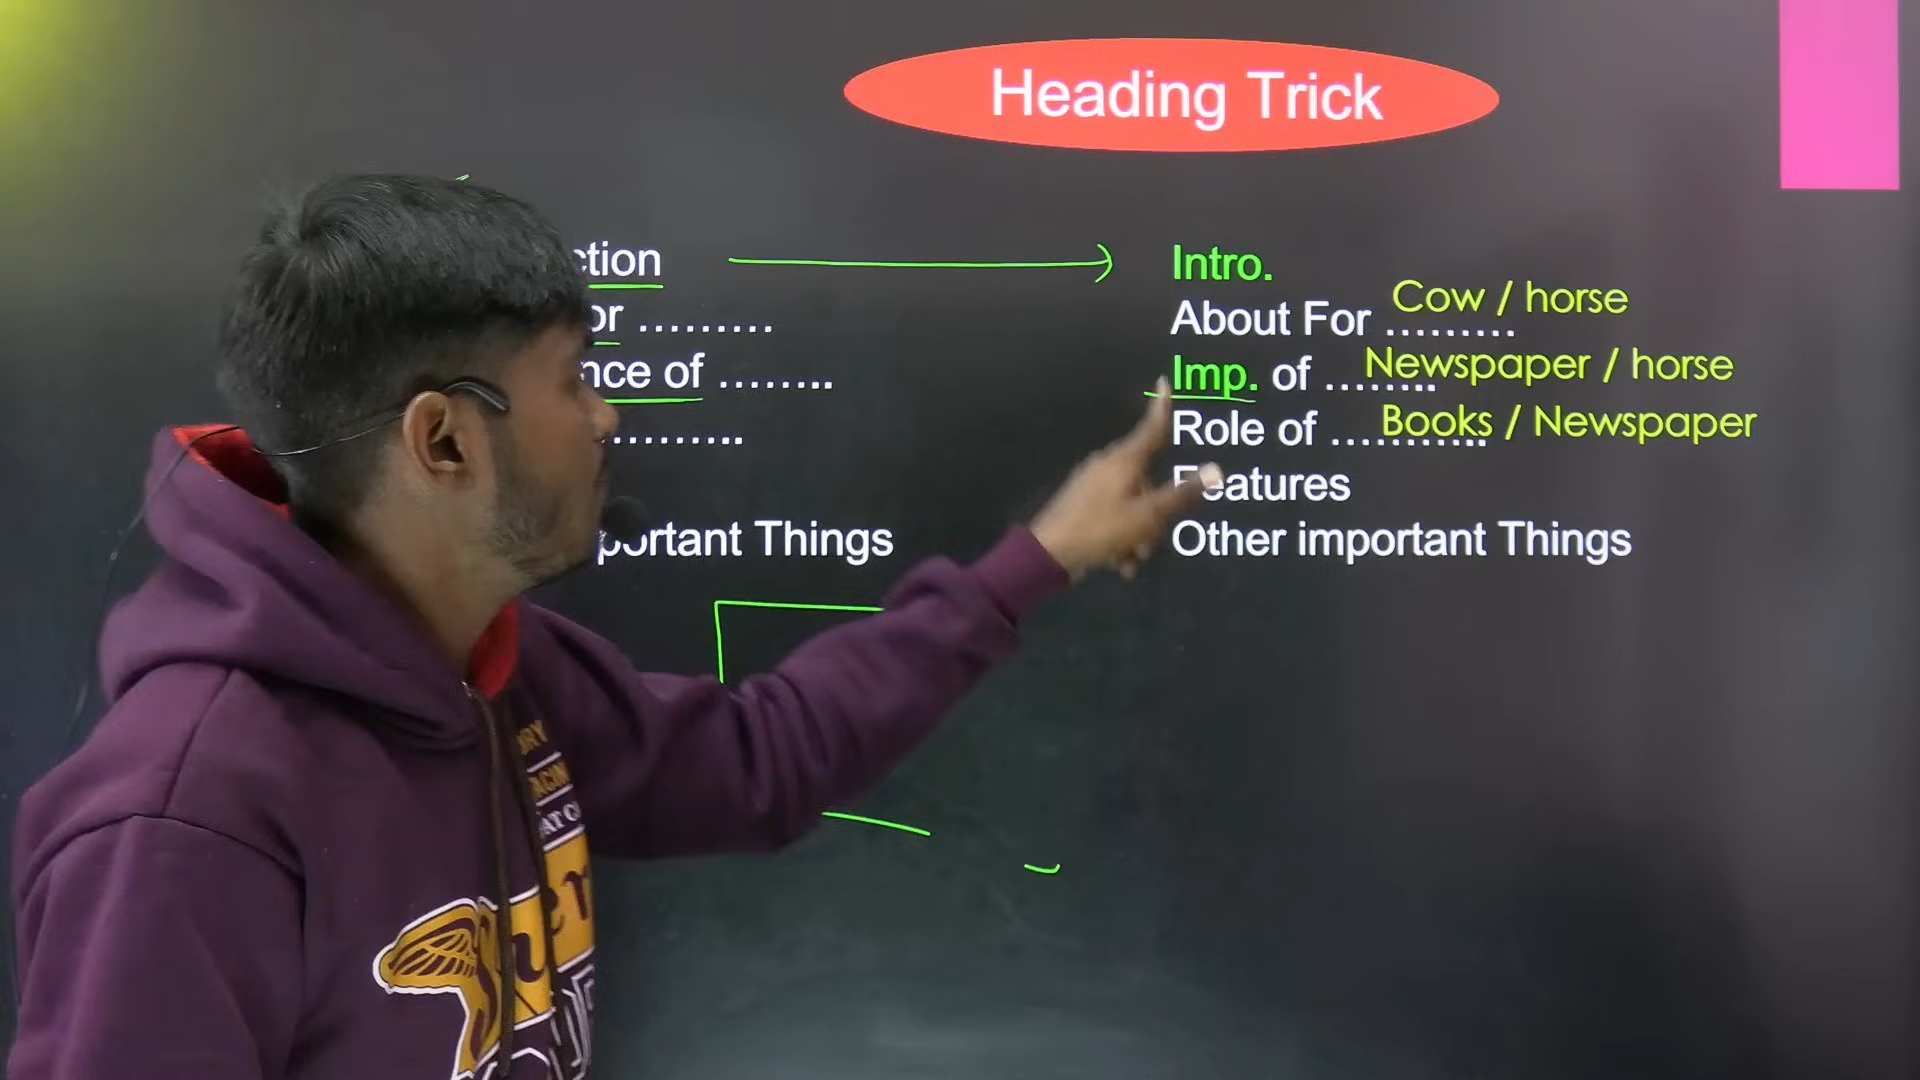 Heading Trick
ction
Intro.
or .........
About For .........
Cow / horse
nce of ........
Imp. of ........
Newspaper / horse
Role of ............
Books / Newspaper
Features
portant Things
Other important Things